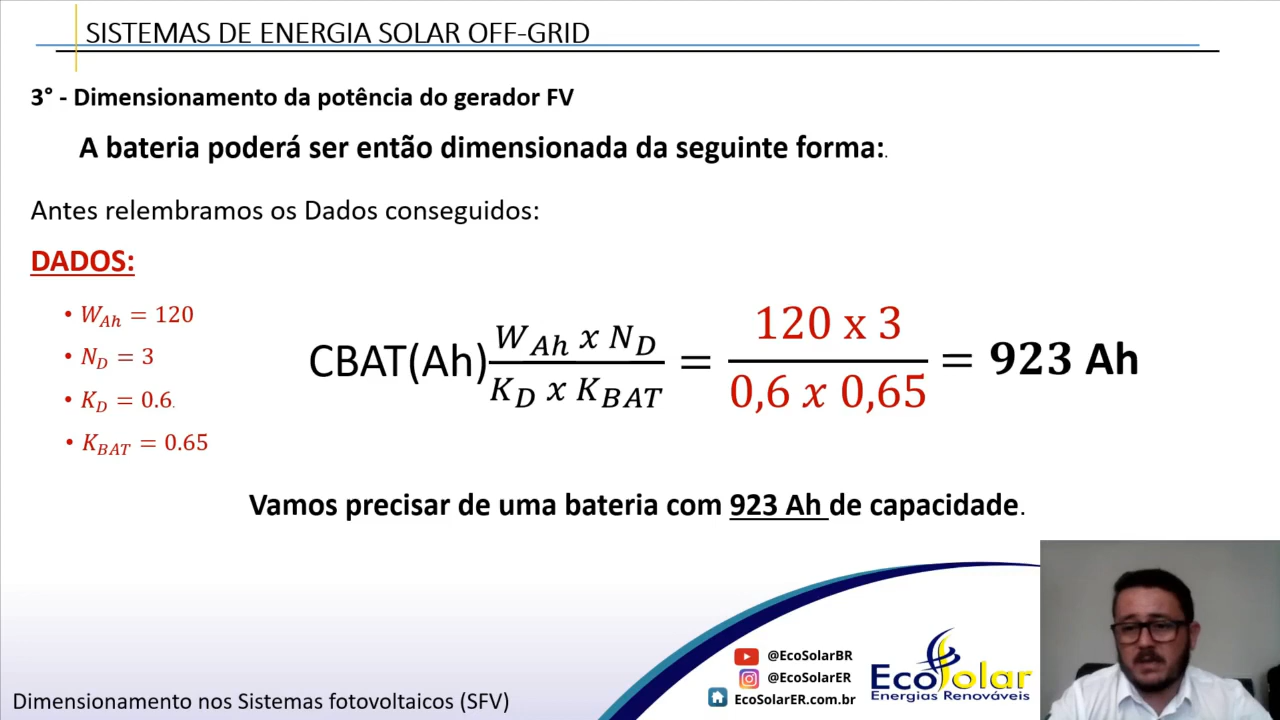 SISTEMAS DE ENERGIA SOLAR OFF-GRID
3° - Dimensionamento da potência do gerador FV
A bateria poderá ser então dimensionada da seguinte forma:.
Antes relembramos os Dados conseguidos:
DADOS:
• W_Ah = 120
• N_D = 3
• K_D = 0.6.
• K_BAT = 0.65
CBAT(Ah) (W_Ah x N_D)/(K_D x K_BAT) = (120 x 3)/(0,6 x 0,65) = 923 Ah
Vamos precisar de uma bateria com 923 Ah de capacidade.
@EcoSolarBR
@EcoSolarER
EcoSolarER.com.br
EcoSolar
Energias Renováveis
Dimensionamento nos Sistemas fotovoltaicos (SFV)